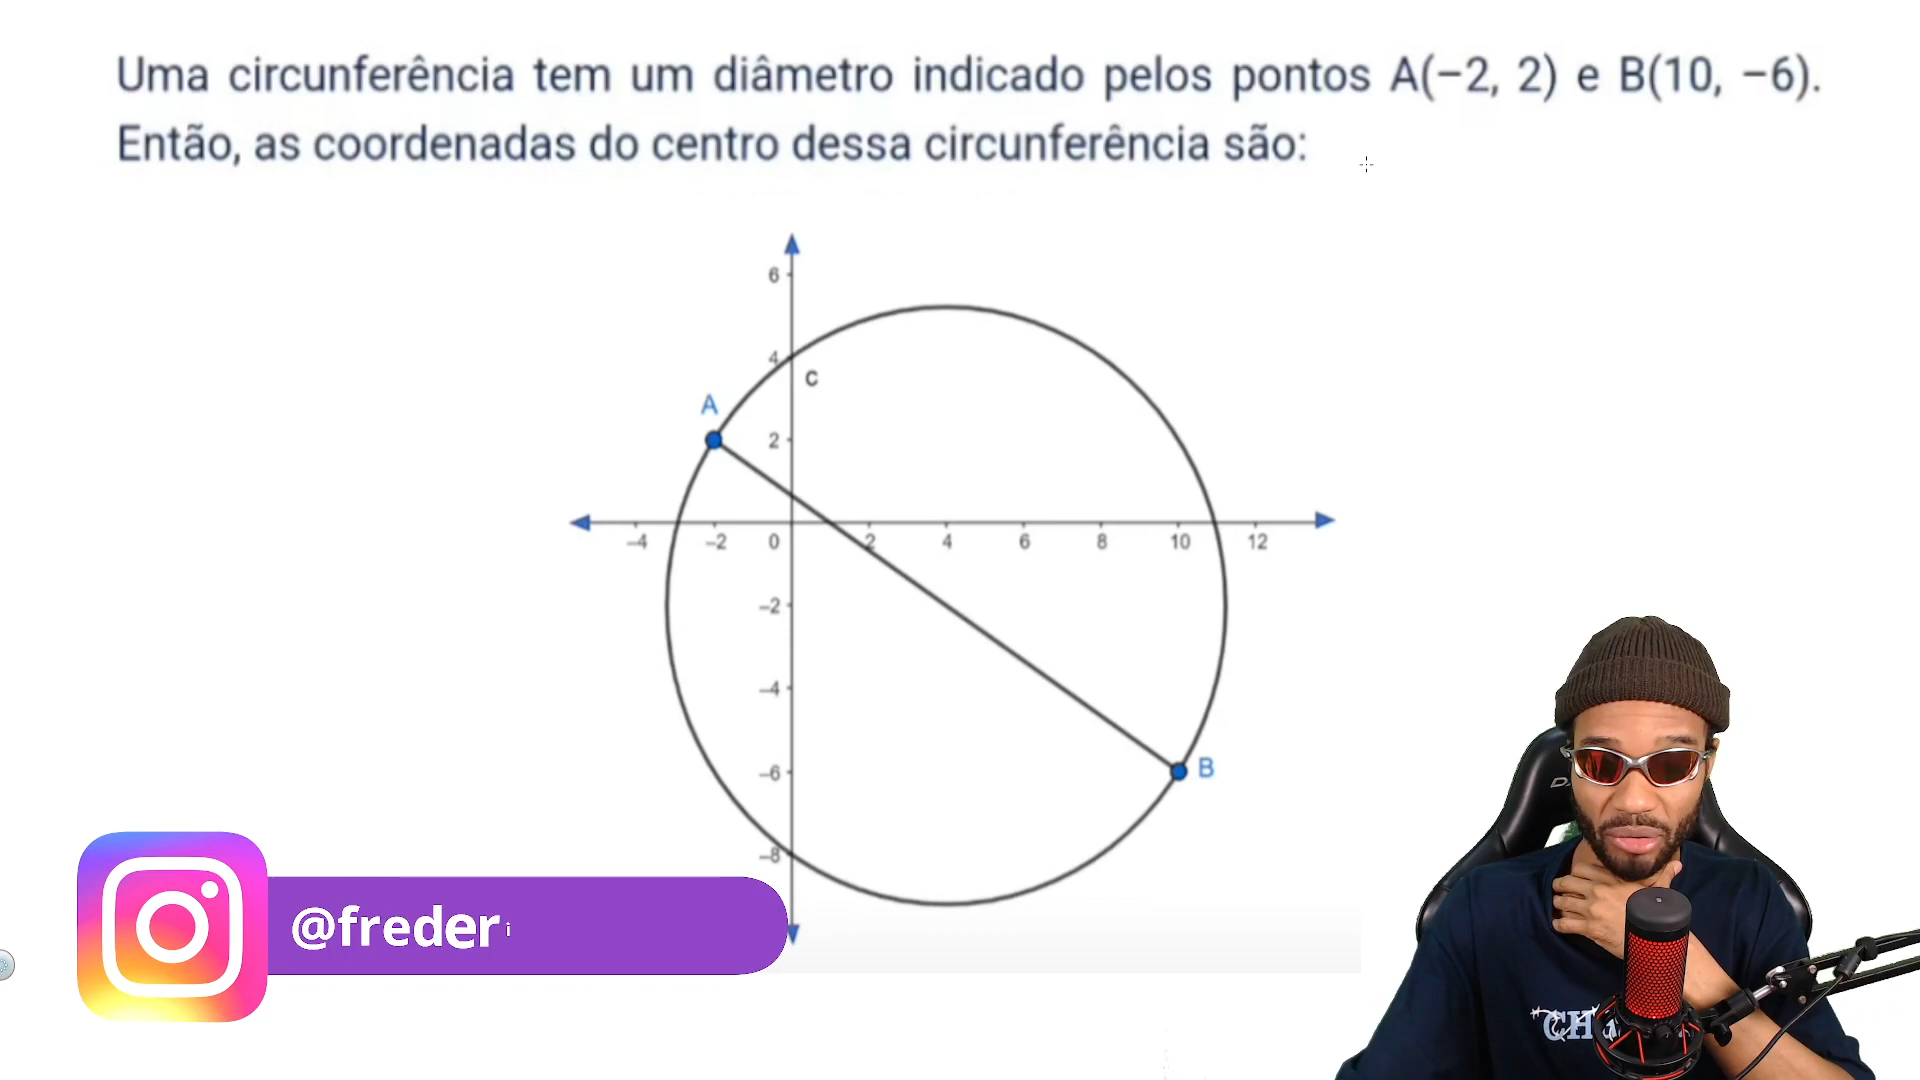 Uma circunferência tem um diâmetro indicado pelos pontos A(−2, 2) e B(10, −6).
Então, as coordenadas do centro dessa circunferência são:
6
4
c
A
2
−4 −2 0 2 4 6 8 10 12
−2
−4
−6
B
−8
@frederi